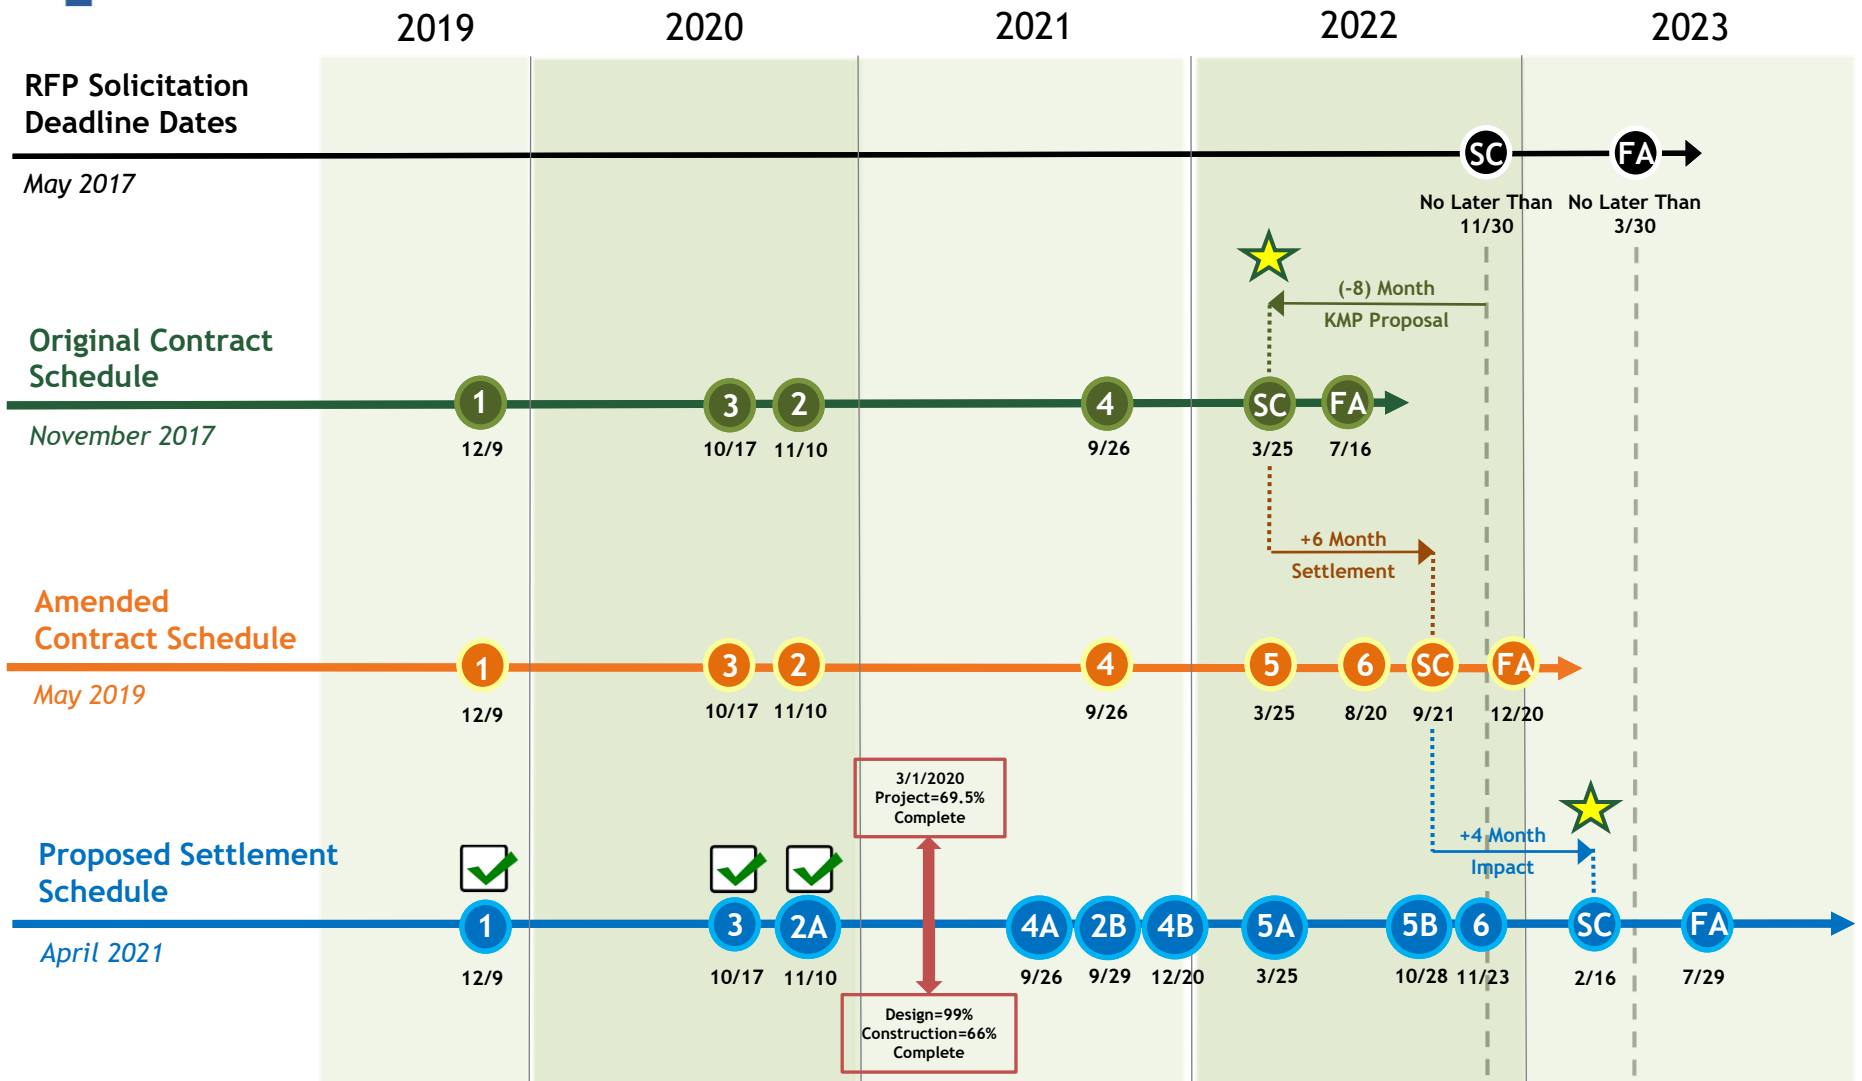 2019 2020 2021 2022 2023
RFP Solicitation
Deadline Dates
SC FA
May 2017
No Later Than No Later Than
11/30 3/30
(-8) Month
KMP Proposal
Original Contract
Schedule
1 3 2 4 SC FA
November 2017
12/9 10/17 11/10 9/26 3/25 7/16
+6 Month
Settlement
Amended
Contract Schedule
1 3 2 4 5 6 SC FA
May 2019
12/9 10/17 11/10 9/26 3/25 8/20 9/21 12/20
3/1/2020
Project=69.5%
Complete
+4 Month
Impact
Proposed Settlement
Schedule
1 3 2A 4A 2B 4B 5A 5B 6 SC FA
April 2021
12/9 10/17 11/10 9/26 9/29 12/20 3/25 10/28 11/23 2/16 7/29
Design=99%
Construction=66%
Complete